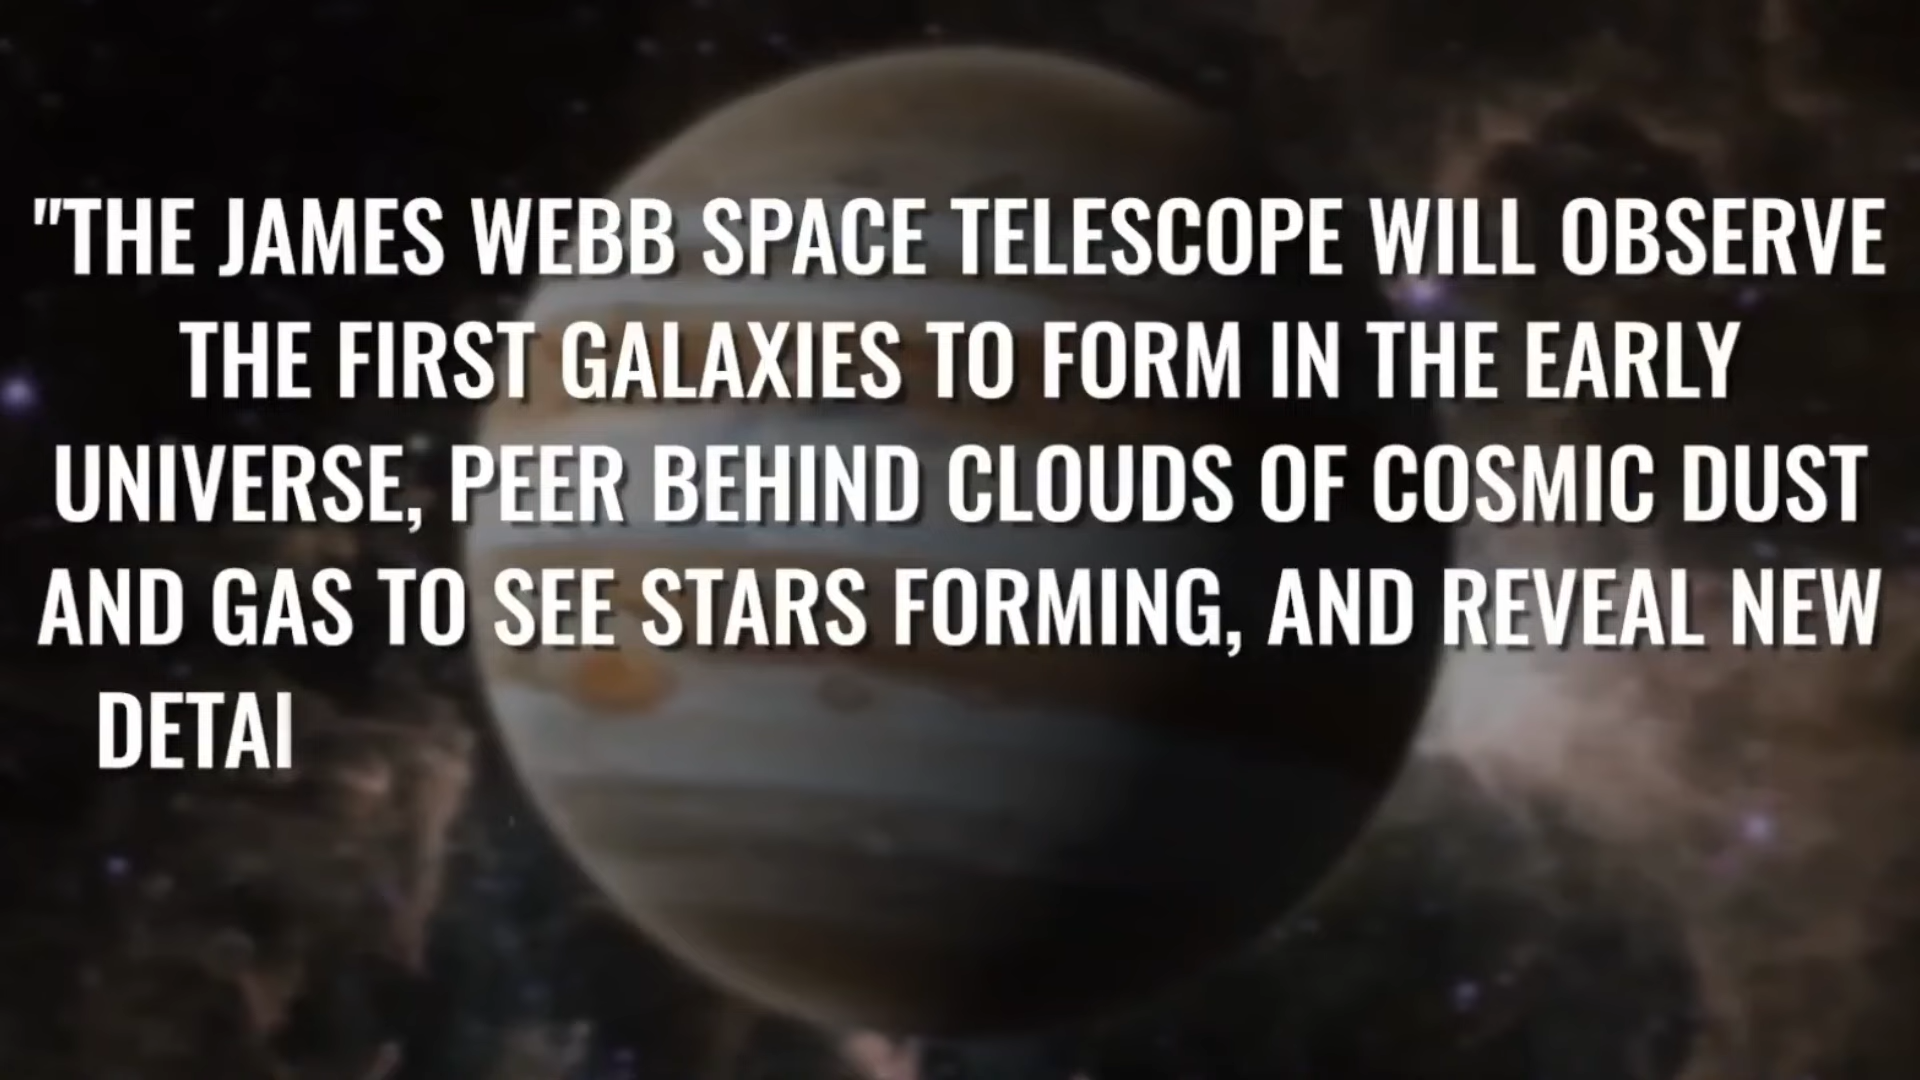 "THE JAMES WEBB SPACE TELESCOPE WILL OBSERVE
THE FIRST GALAXIES TO FORM IN THE EARLY
UNIVERSE, PEER BEHIND CLOUDS OF COSMIC DUST
AND GAS TO SEE STARS FORMING, AND REVEAL NEW
DETAI